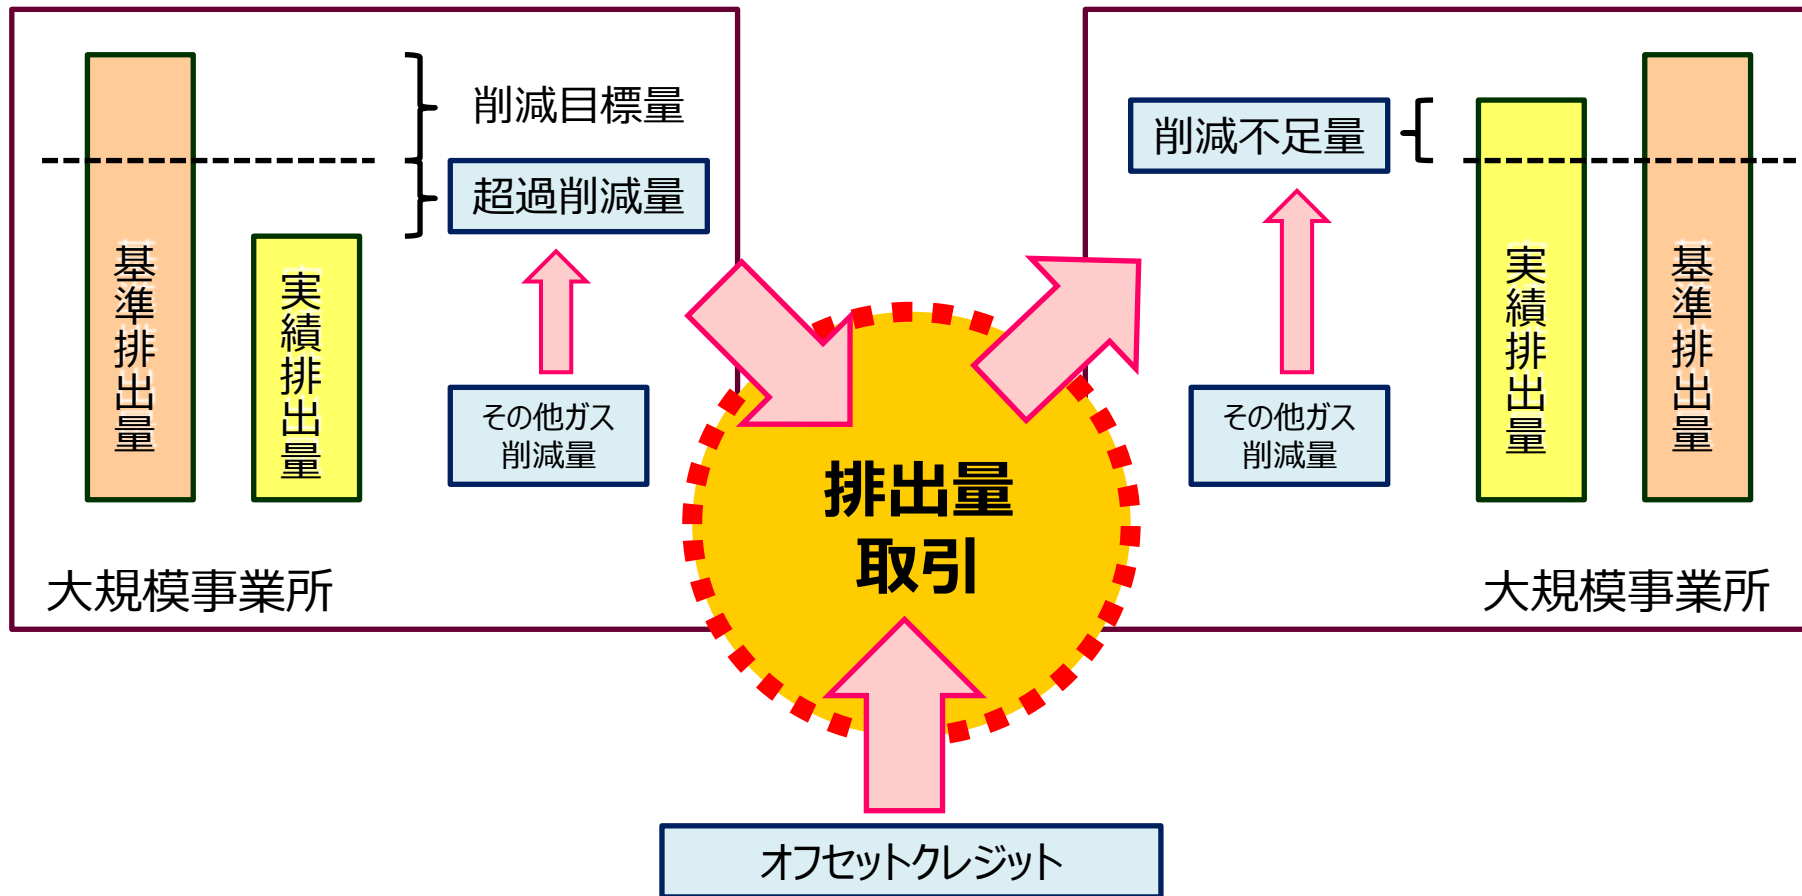 削減目標量
超過削減量
基準排出量
実績排出量
その他ガス
削減量
大規模事業所
削減不足量
実績排出量
基準排出量
その他ガス
削減量
大規模事業所
排出量
取引
オフセットクレジット